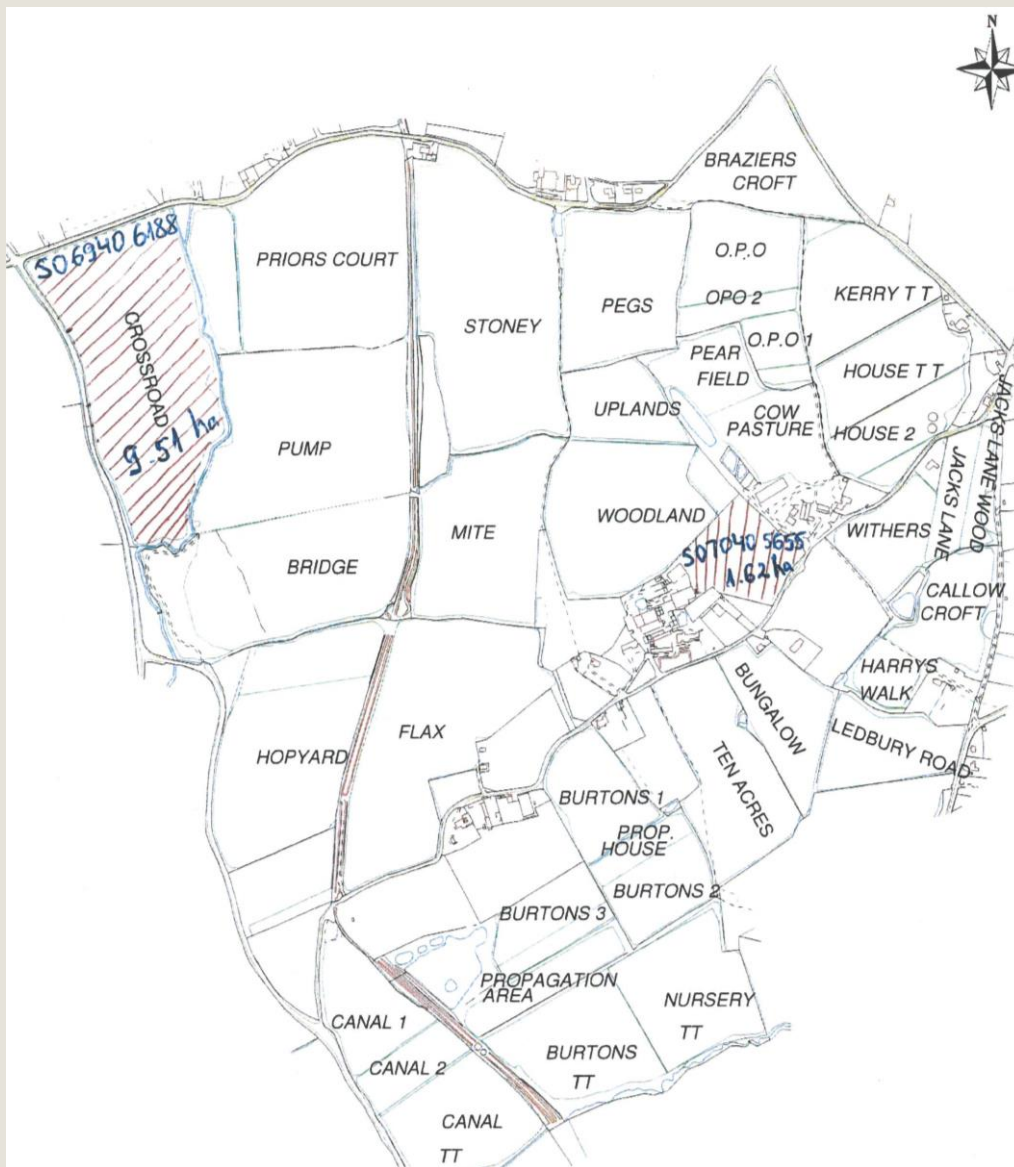 N
BRAZIERS
CROFT
SO6940 6188
PRIORS COURT
O.P.O
KERRY T T
OPO 2
PEGS
STONEY
CROSSROAD
O.P.O 1
PEAR
FIELD
HOUSE T T
JACKS LANE WOOD
UPLANDS
COW
PASTURE
HOUSE 2
9.51 ha
PUMP
JACKS LANE
WOODLAND
MITE
WITHERS
SO7040 5655
1.62 ha
BRIDGE
CALLOW
CROFT
HARRYS
WALK
BUNGALOW
FLAX
HOPYARD
LEDBURY ROAD
TEN ACRES
BURTONS 1
PROP.
HOUSE
BURTONS 2
BURTONS 3
PROPAGATION
AREA
NURSERY
TT
CANAL 1
BURTONS
TT
CANAL 2
CANAL
TT